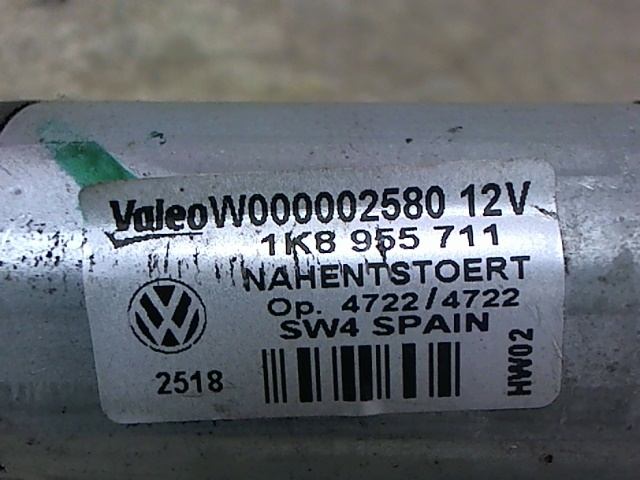 Valeo W000002580 12V
1K8 955 711
NAHENTSTOERT
Op. 4722/4722
SW4 SPAIN
2518
HW02